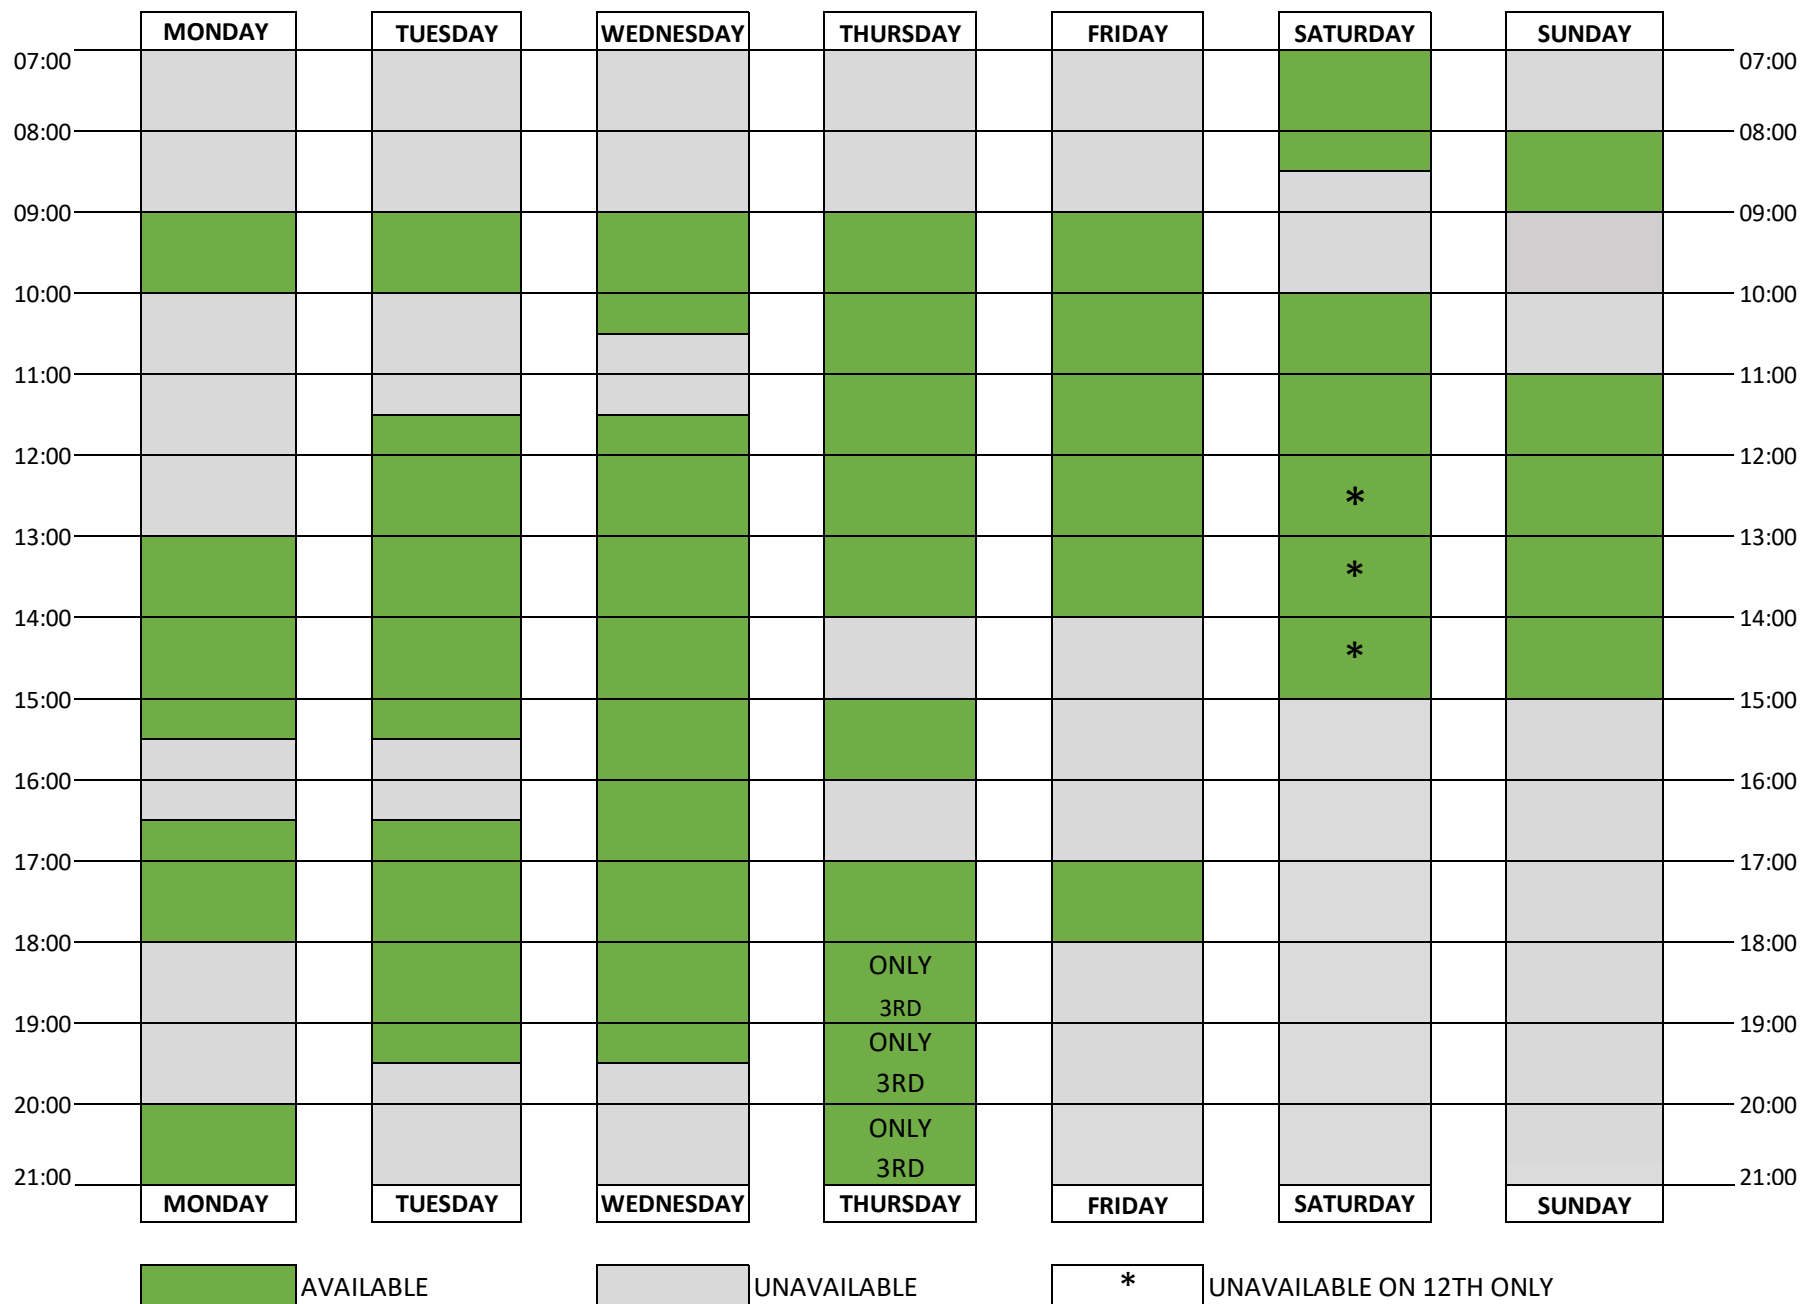 MONDAY TUESDAY WEDNESDAY THURSDAY FRIDAY SATURDAY SUNDAY
07:00 07:00
08:00 08:00
09:00 09:00
10:00 10:00
11:00 11:00
12:00 12:00
*
13:00 13:00
*
14:00 14:00
*
15:00 15:00
16:00 16:00
17:00 17:00
18:00 18:00
ONLY
3RD
19:00 19:00
ONLY
3RD
20:00 20:00
ONLY
3RD
21:00 21:00
MONDAY TUESDAY WEDNESDAY THURSDAY FRIDAY SATURDAY SUNDAY
AVAILABLE UNAVAILABLE * UNAVAILABLE ON 12TH ONLY